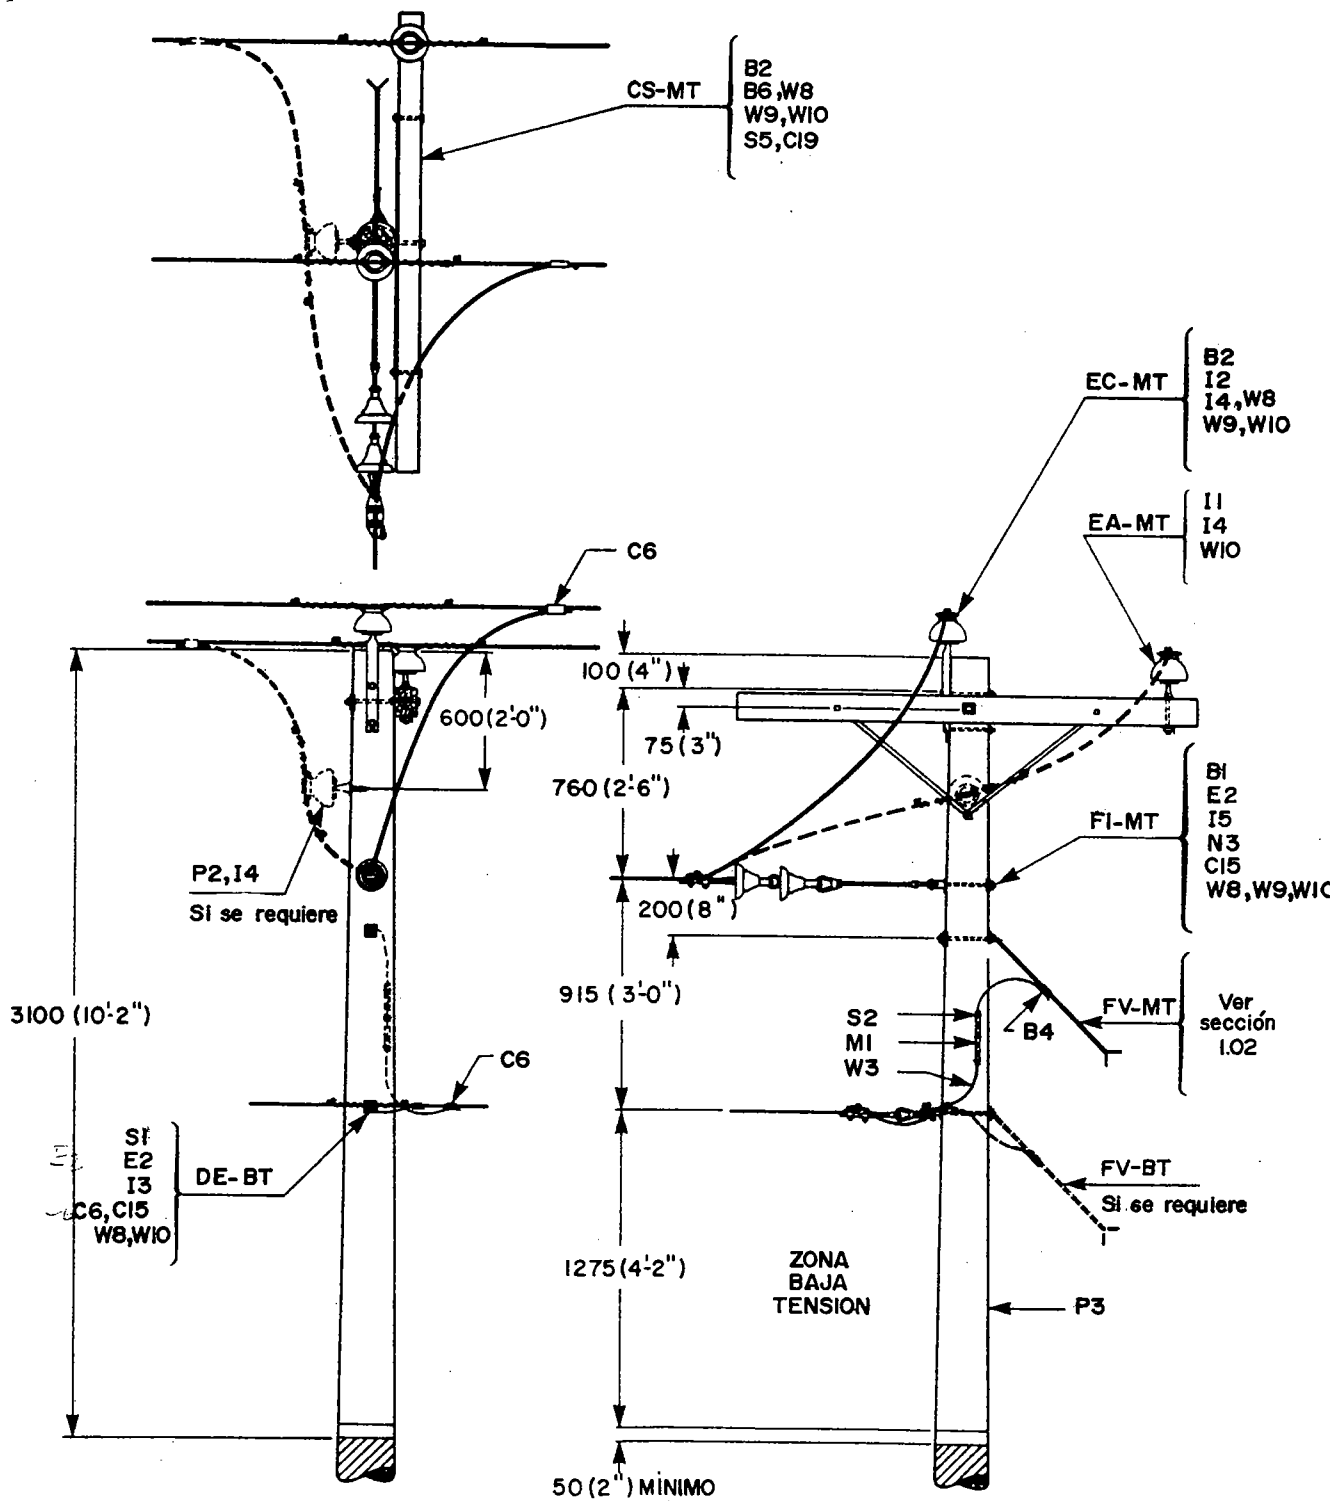 CS-MT
B2
B6,W8
W9,W10
S5,C19
EC-MT
B2
I2
I4,W8
W9,W10
EA-MT
I1
I4
W10
C6
100(4")
600(2'-0")
75(3")
760(2'-6")
P2,I4
Si se requiere
200(8")
FI-MT
B1
E2
I5
N3
C15
W8,W9,W10
3100(10'-2")
915(3'-0")
S2
M1
W3
B4
FV-MT
Ver
sección
1.02
C6
S1
E2
I3
C6,C15
W8,W10
DE-BT
FV-BT
Si se requiere
1275(4'-2")
ZONA
BAJA
TENSION
P3
50(2") MÍNIMO